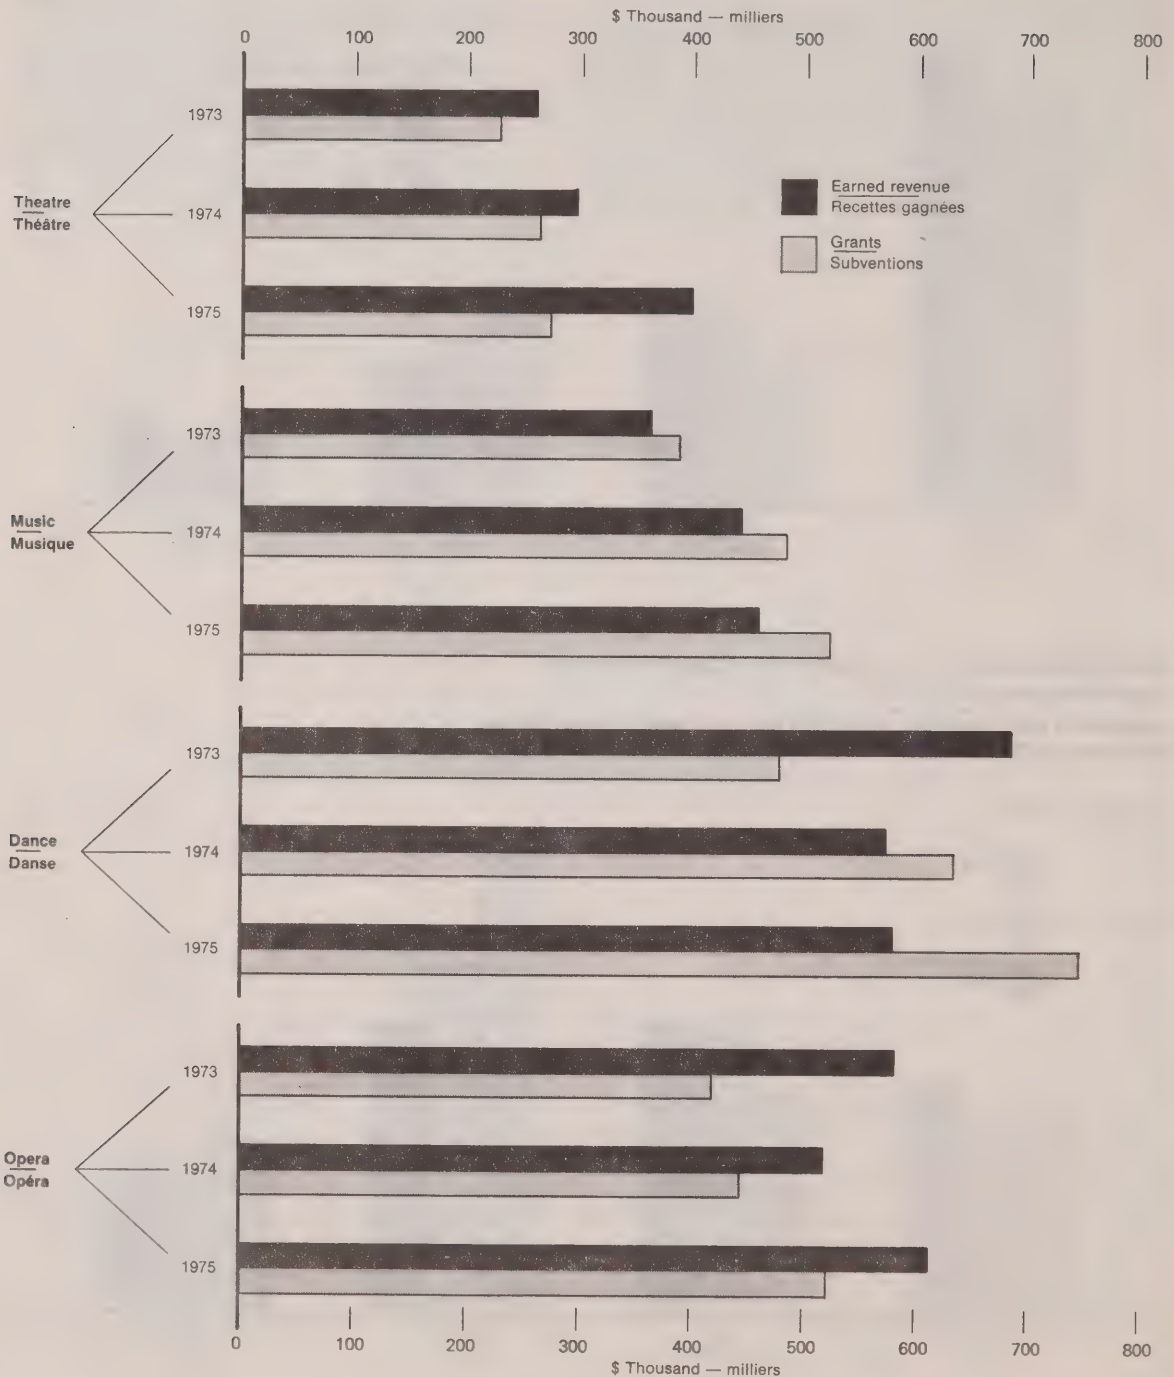 $ Thousand — milliers
0 100 200 300 400 500 600 700 800
1973
Theatre
Théâtre
1974
1975
Earned revenue
Recettes gagnées
Grants
Subventions
1973
Music
Musique
1974
1975
1973
Dance
Danse
1974
1975
1973
Opera
Opéra
1974
1975
0 100 200 300 400 500 600 700 800
$ Thousand — milliers